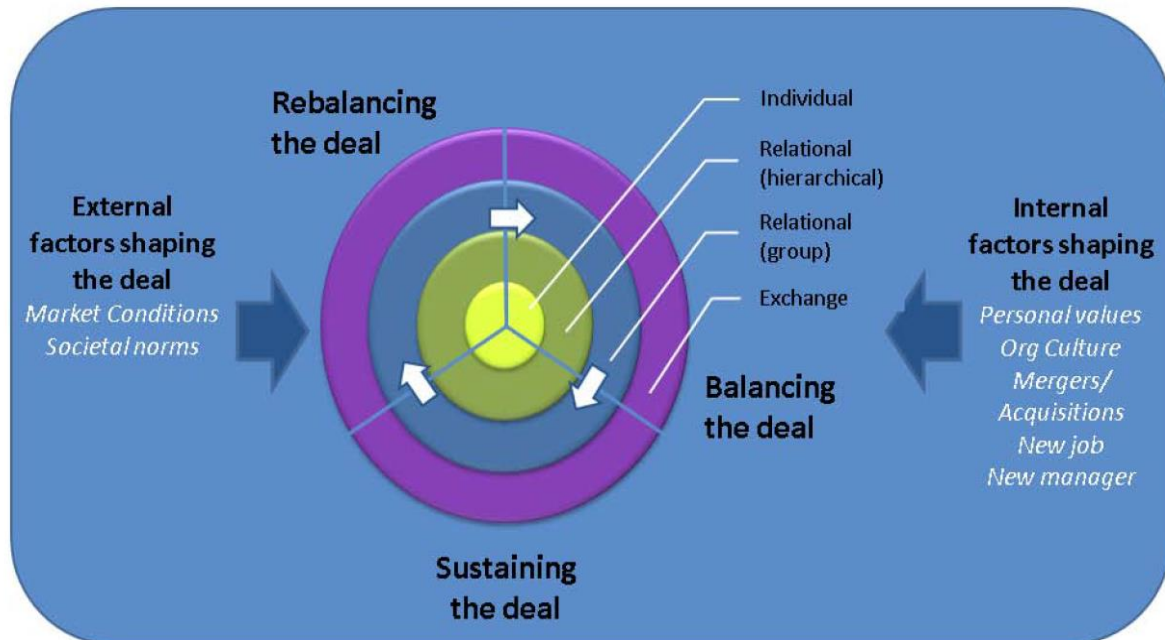 Rebalancing
the deal
Individual
Relational
(hierarchical)
Relational
(group)
Exchange
External
factors shaping
the deal
Market Conditions
Societal norms
Internal
factors shaping
the deal
Personal values
Org Culture
Mergers/
Acquisitions
New job
New manager
Balancing
the deal
Sustaining
the deal